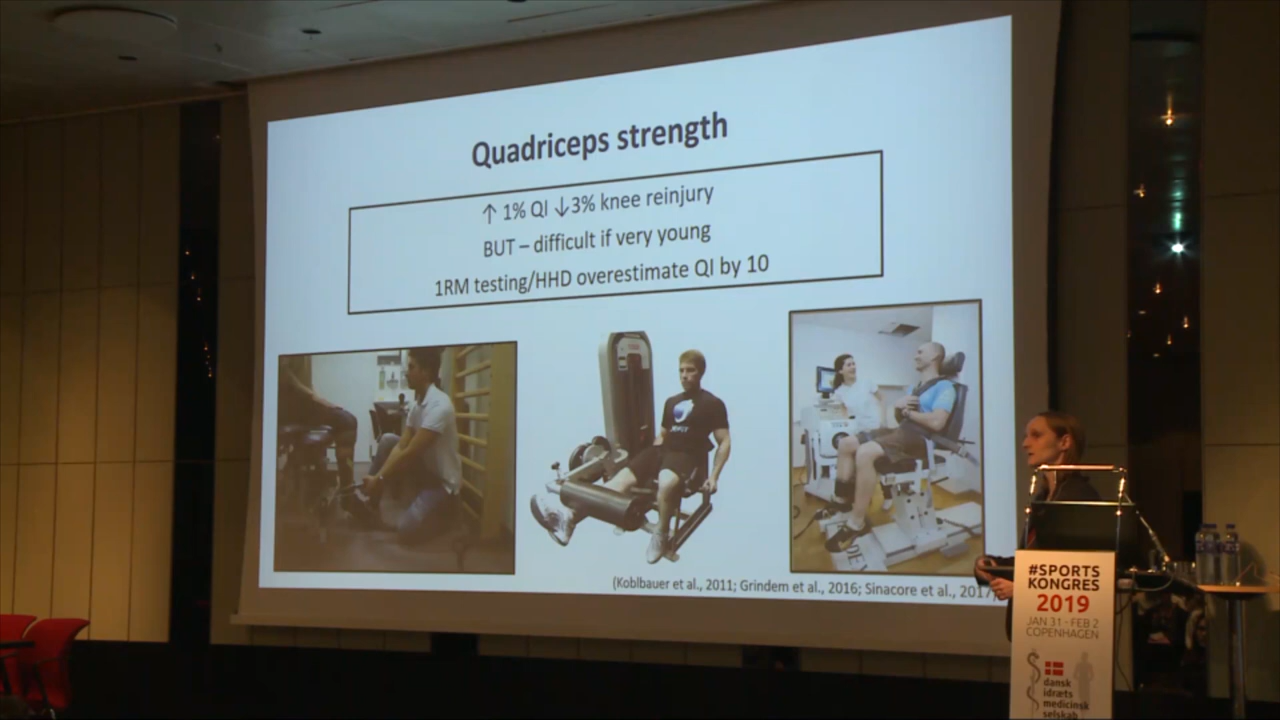 Quadriceps strength
↑ 1% QI ↓3% knee reinjury
BUT – difficult if very young
1RM testing/HHD overestimate QI by 10
(Koblbauer et al., 2011; Grindem et al., 2016; Sinacore et al., 2017)
#SPORTS
KONGRES
2019
JAN 31 - FEB 2
COPENHAGEN
dansk
idræts
medicinsk
selskab